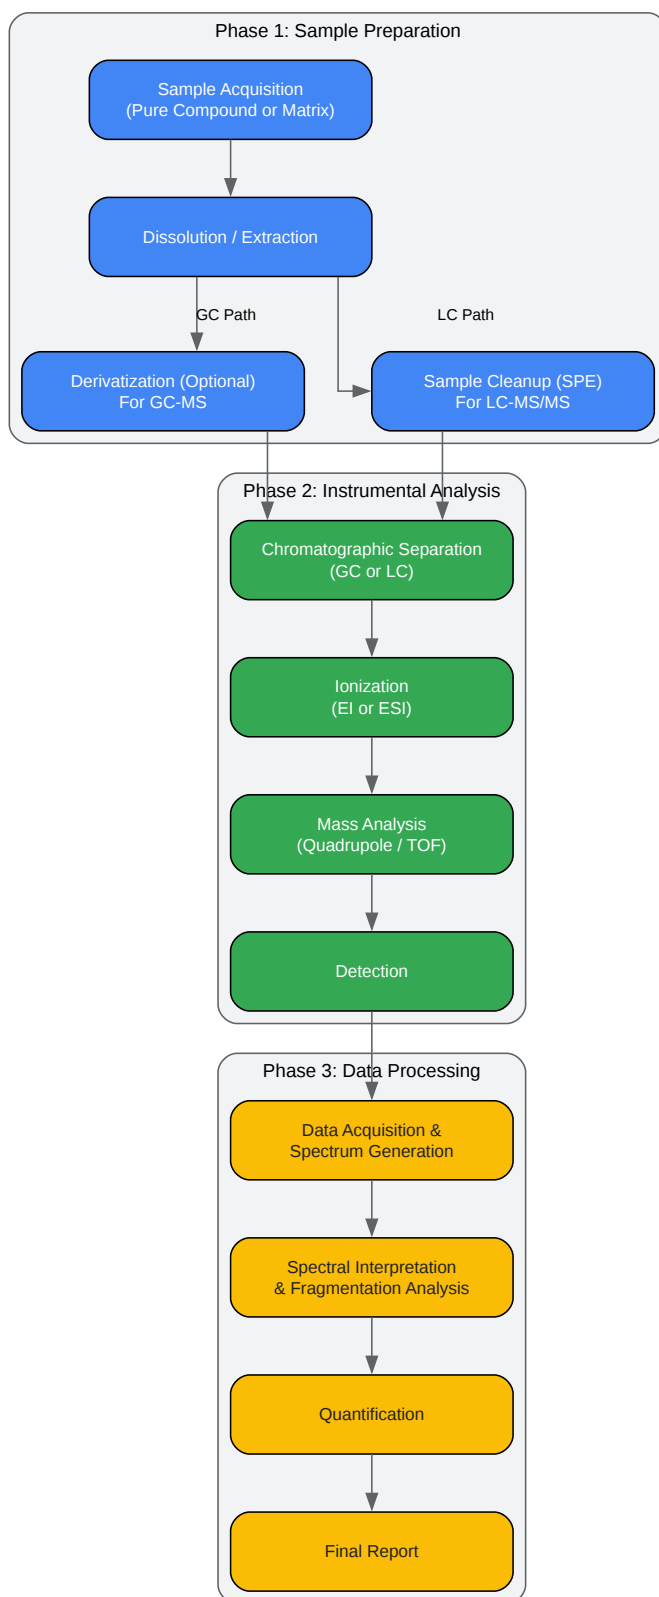 Phase 1: Sample Preparation
Sample Acquisition
(Pure Compound or Matrix)
Dissolution / Extraction
GC Path
LC Path
Derivatization (Optional)
For GC-MS
Sample Cleanup (SPE)
For LC-MS/MS
Phase 2: Instrumental Analysis
Chromatographic Separation
(GC or LC)
Ionization
(EI or ESI)
Mass Analysis
(Quadrupole / TOF)
Detection
Phase 3: Data Processing
Data Acquisition &
Spectrum Generation
Spectral Interpretation
& Fragmentation Analysis
Quantification
Final Report